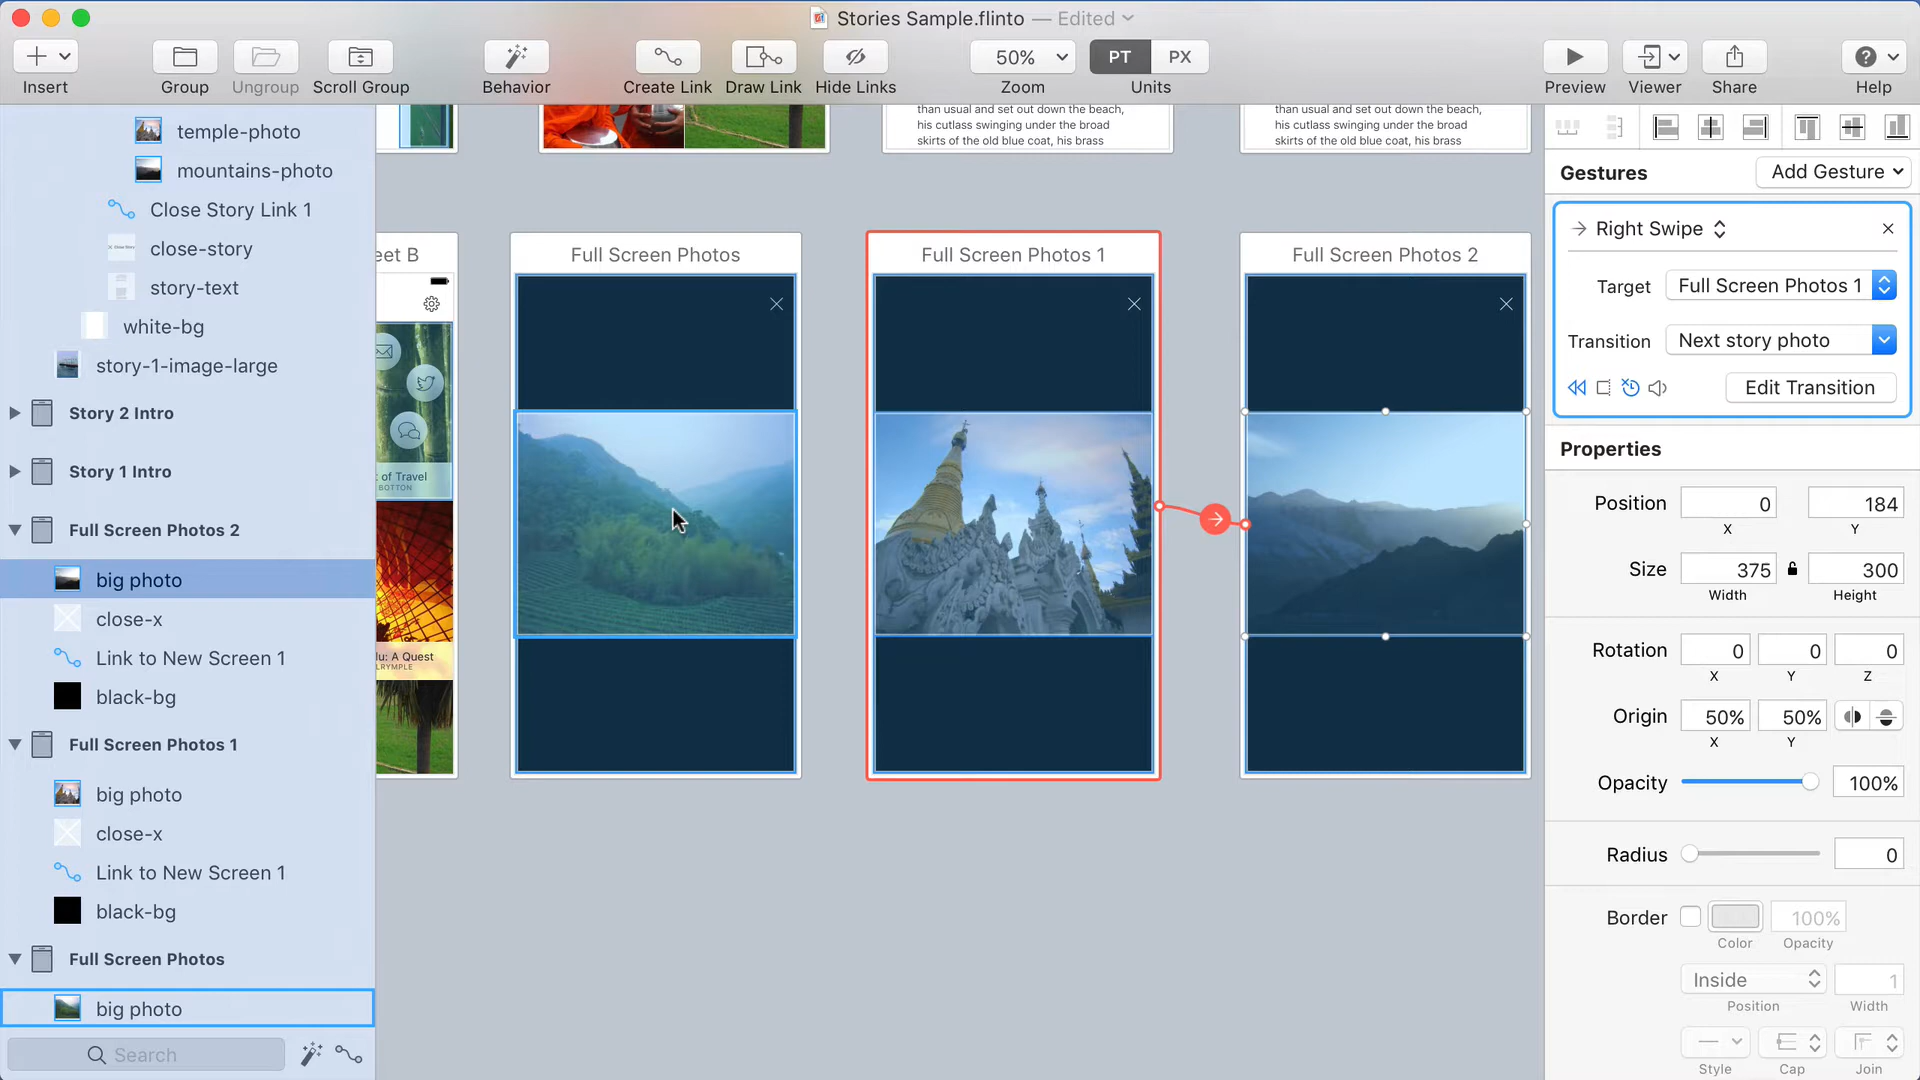 Stories Sample.flinto — Edited
Insert
Group
Ungroup
Scroll Group
Behavior
Create Link
Draw Link
Hide Links
50%
Zoom
PT PX
Units
Preview
Viewer
Share
Help
temple-photo
mountains-photo
Close Story Link 1
close-story
story-text
white-bg
story-1-image-large
Story 2 Intro
Story 1 Intro
Full Screen Photos 2
big photo
close-x
Link to New Screen 1
black-bg
Full Screen Photos 1
big photo
close-x
Link to New Screen 1
black-bg
Full Screen Photos
big photo
Search
than usual and set out down the beach,
his cutlass swinging under the broad
skirts of the old blue coat, his brass
than usual and set out down the beach,
his cutlass swinging under the broad
skirts of the old blue coat, his brass
eet B
t of Travel
BOTTON
lu: A Quest
LRYMPLE
Full Screen Photos
Full Screen Photos 1
Full Screen Photos 2
Gestures
Add Gesture
Right Swipe
Target Full Screen Photos 1
Transition Next story photo
Edit Transition
Properties
Position 0 184
X Y
Size 375 300
Width Height
Rotation 0 0 0
X Y Z
Origin 50% 50%
X Y
Opacity 100%
Radius 0
Border 100%
Color Opacity
Inside 1
Position Width
Style Cap Join